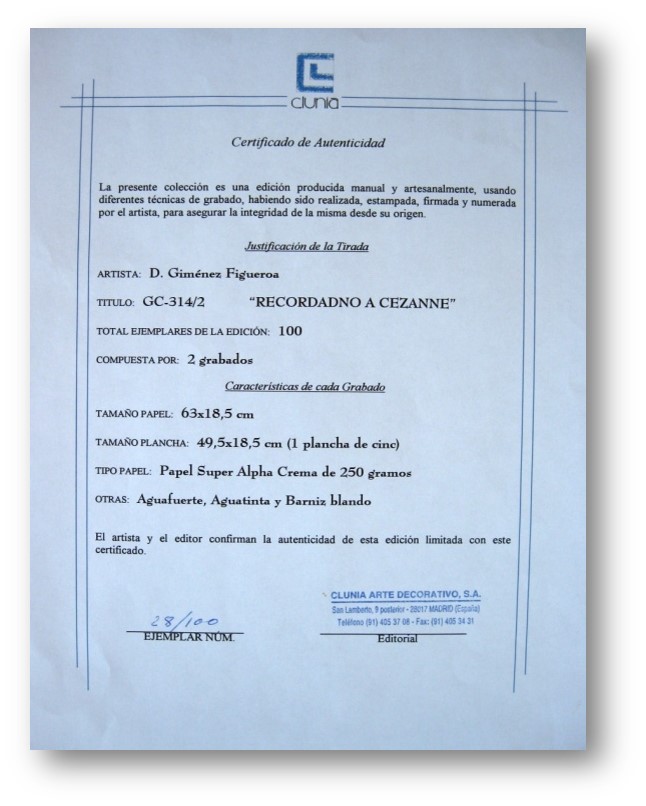 clunia
Certificado de Autenticidad
La presente colección es una edición producida manual y artesanalmente, usando
diferentes técnicas de grabado, habiendo sido realizada, estampada, firmada y numerada
por el artista, para asegurar la integridad de la misma desde su origen.
Justificación de la Tirada
ARTISTA: D. Giménez Figueroa
TITULO: GC-314/2 “RECORDADNO A CEZANNE”
TOTAL EJEMPLARES DE LA EDICIÓN: 100
COMPUESTA POR: 2 grabados
Características de cada Grabado
TAMAÑO PAPEL: 63x18,5 cm
TAMAÑO PLANCHA: 49,5x18,5 cm (1 plancha de cinc)
TIPO PAPEL: Papel Super Alpha Crema de 250 gramos
OTRAS: Aguafuerte, Aguatinta y Barniz blando
El artista y el editor confirman la autenticidad de esta edición limitada con este
certificado.
CLUNIA ARTE DECORATIVO, S.A.
San Lamberto, 9 posterior - 28017 MADRID (España)
Teléfono (91) 405 37 08 - Fax: (91) 405 34 31
28/100
EJEMPLAR NÚM.
Editorial